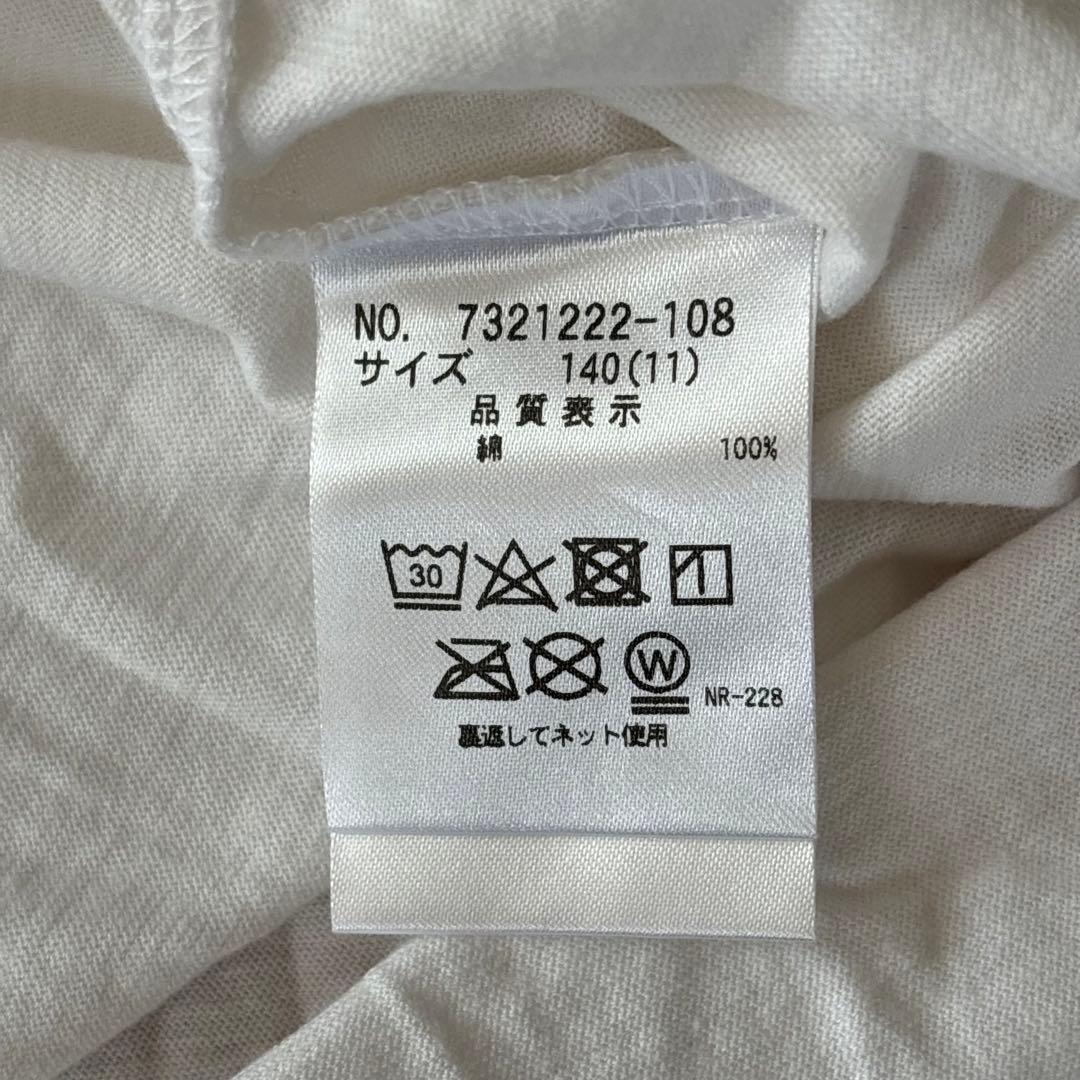 NO. 7321222-108
サイズ 140(11)
品質表示
綿 100%
30
W NR-228
裏返してネット使用